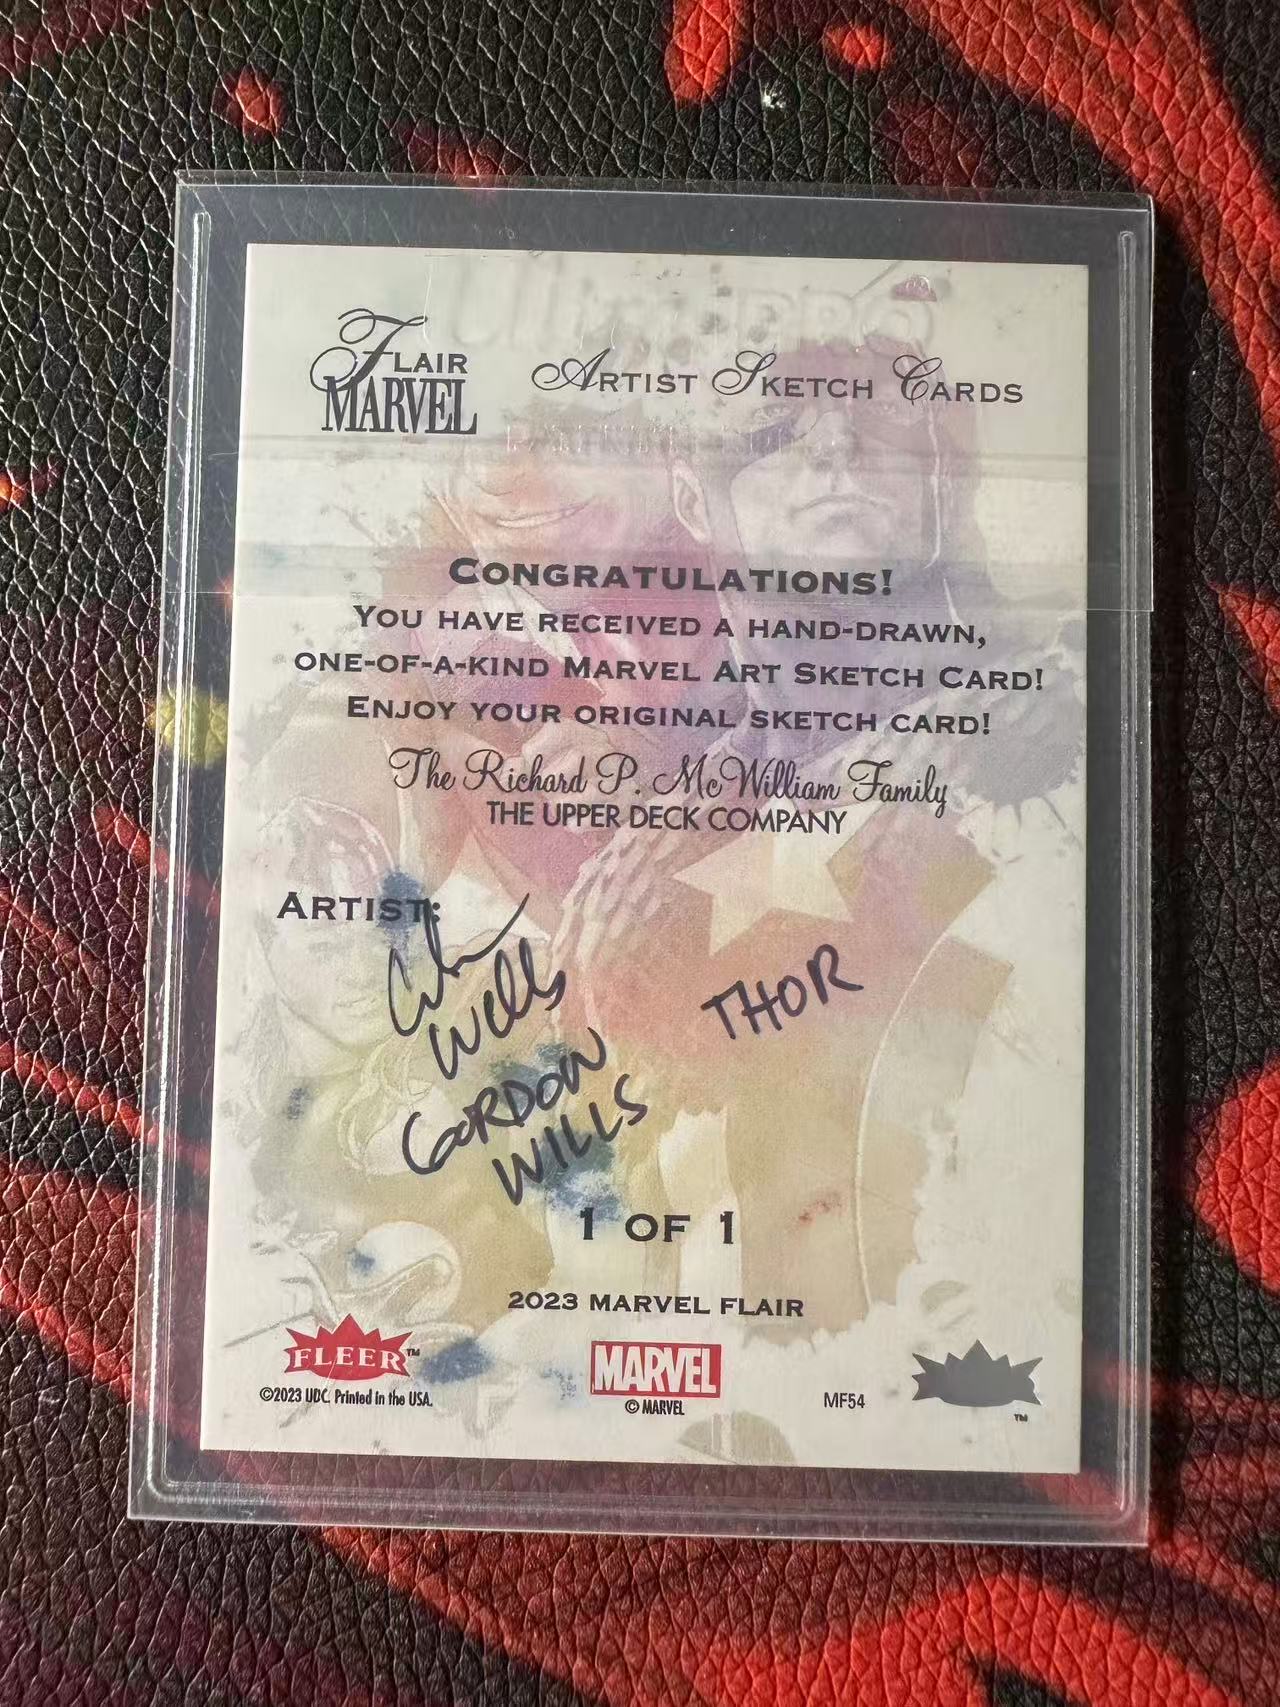 FLAIR
MARVEL
ARTIST SKETCH CARDS
CONGRATULATIONS!
YOU HAVE RECEIVED A HAND-DRAWN,
ONE-OF-A-KIND MARVEL ART SKETCH CARD!
ENJOY YOUR ORIGINAL SKETCH CARD!
The Richard P. McWilliam Family
THE UPPER DECK COMPANY
ARTIST:
THOR
GORDON
WILLS
1 OF 1
2023 MARVEL FLAIR
FLEER™
©2023 UDC. Printed in the USA.
MARVEL
© MARVEL
MF54
™